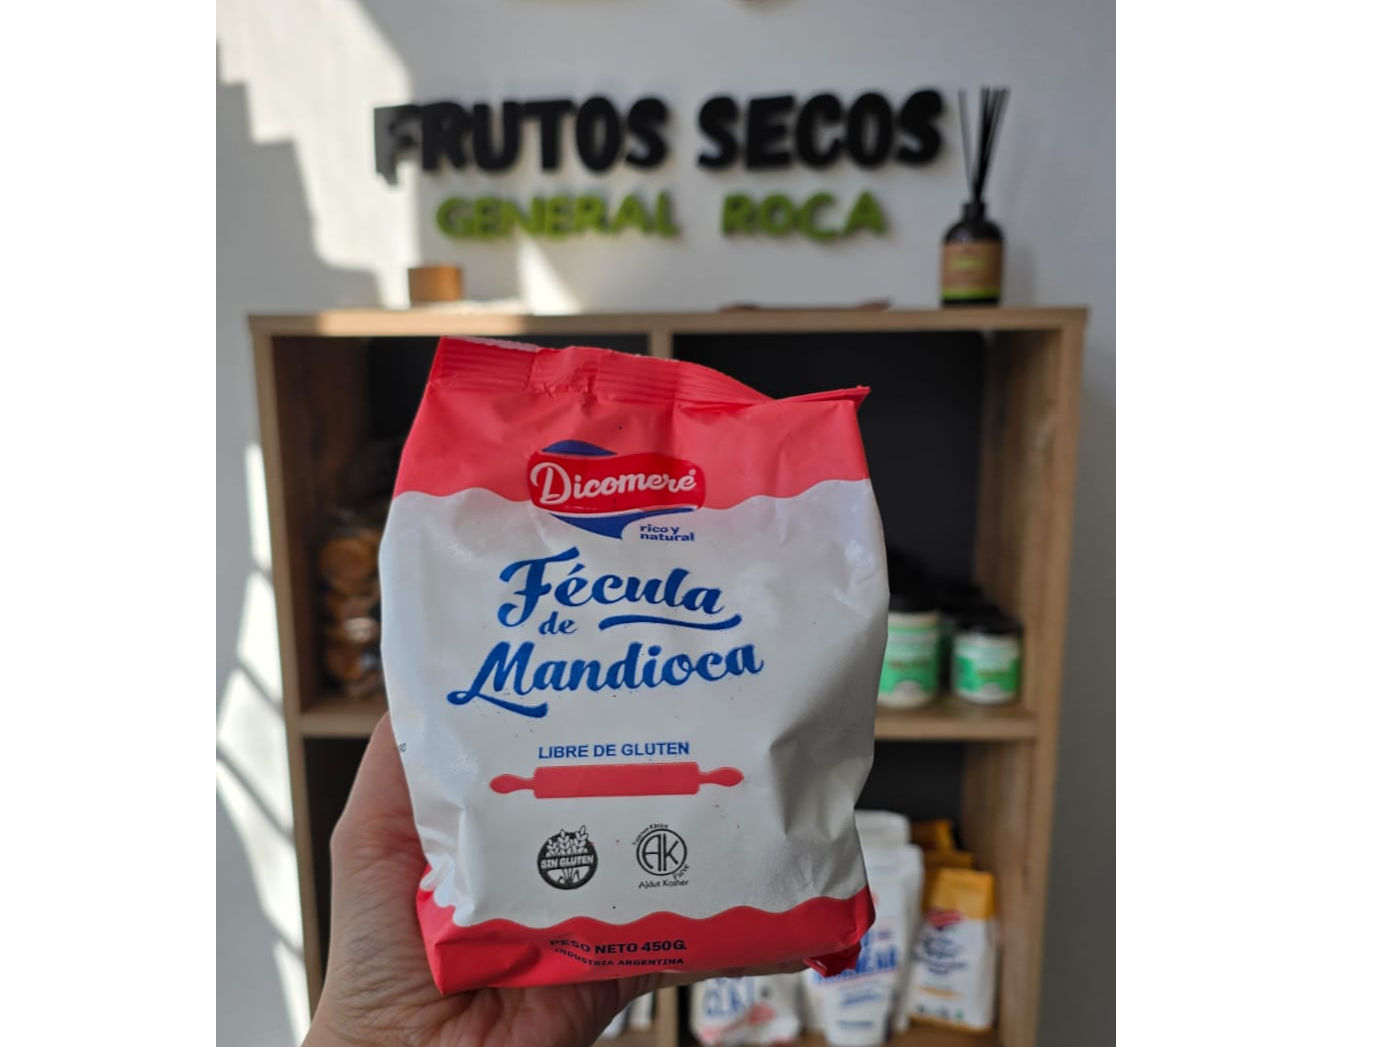 FRUTOS SECOS
GENERAL ROCA
Dicomeré
rico y
natural
Fécula
de
Mandioca
LIBRE DE GLUTEN
SIN GLUTEN
AK
Pave
Ajdut Kosher
PESO NETO 450G.
INDUSTRIA ARGENTINA